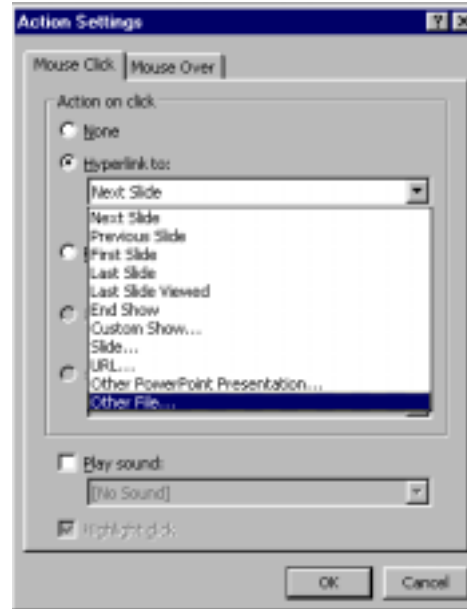 Action Settings
Mouse Click
Mouse Over
Action on click
None
Hyperlink to:
Next Slide
Next Slide
Previous Slide
First Slide
Last Slide
Last Slide Viewed
End Show
Custom Show...
Slide...
URL...
Other PowerPoint Presentation...
Other File...
Play sound:
[No Sound]
Highlight click
OK
Cancel